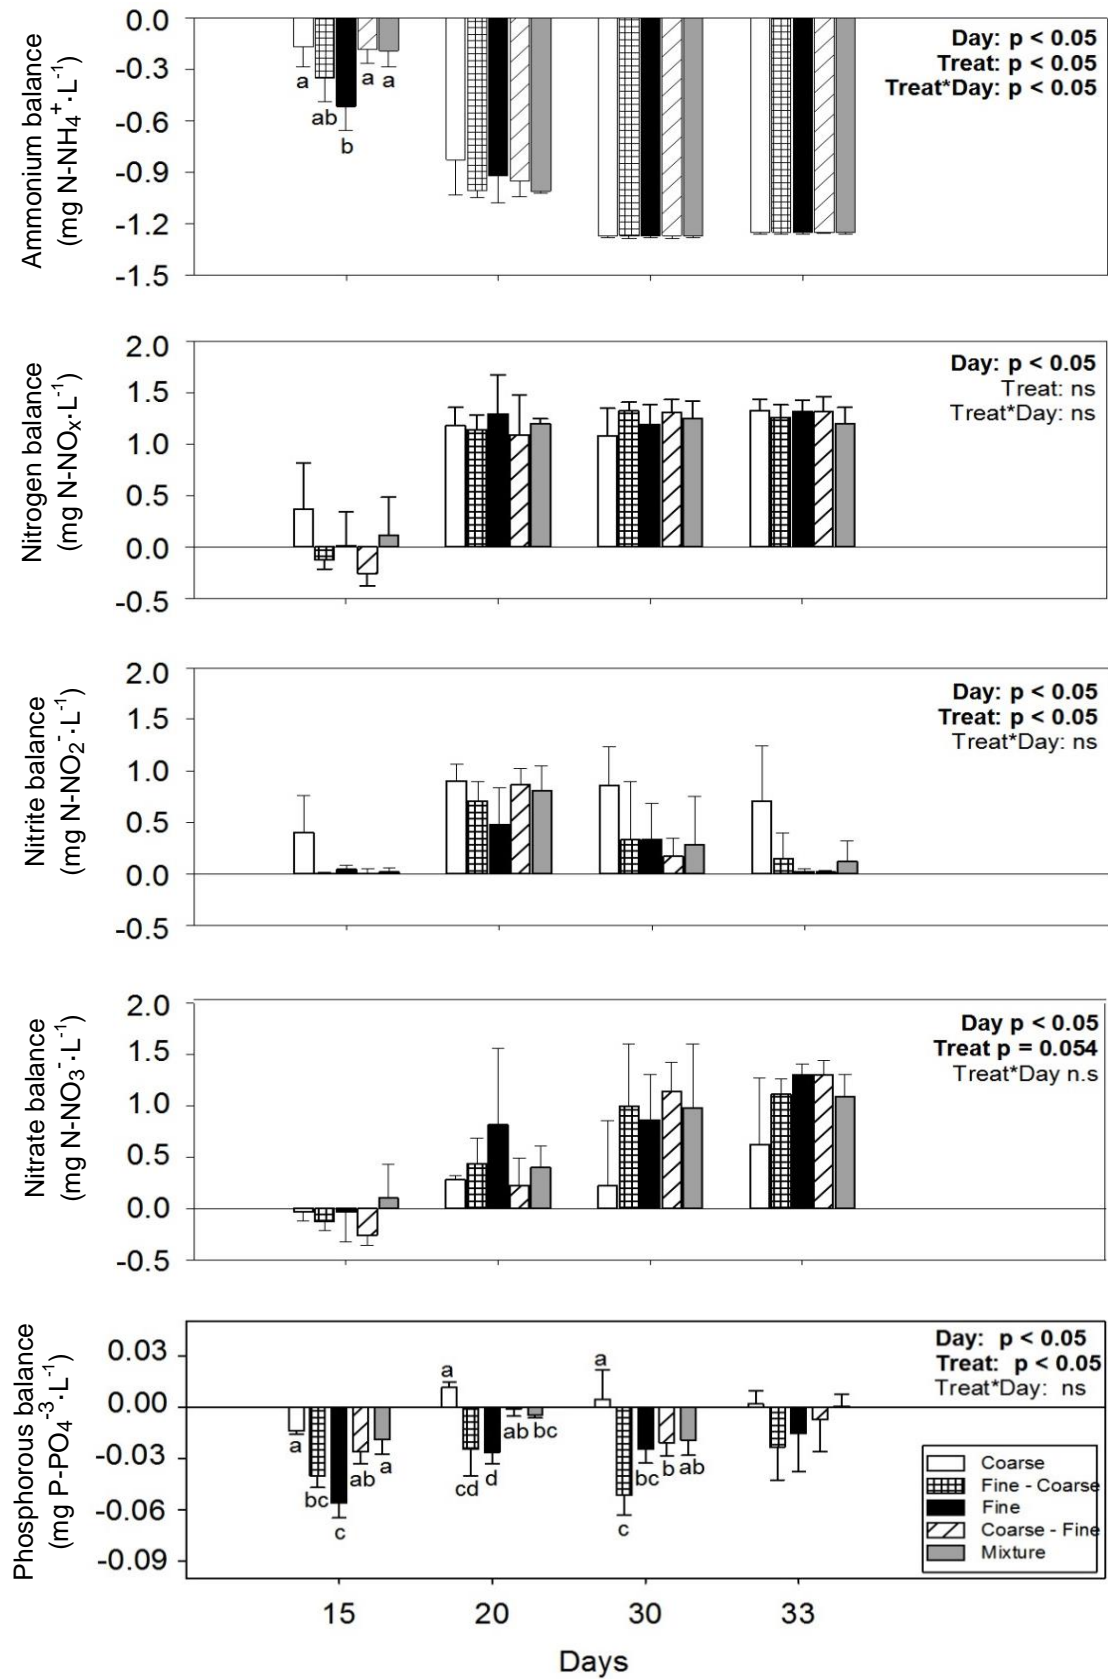 Ammonium balance
(mg N-NH₄⁺·L⁻¹)
0.0
-0.3
-0.6
-0.9
-1.2
-1.5
a
ab
b
a
a
Day: p < 0.05
Treat: p < 0.05
Treat*Day: p < 0.05
Nitrogen balance
(mg N-NOₓ·L⁻¹)
2.0
1.5
1.0
0.5
0.0
-0.5
Day: p < 0.05
Treat: ns
Treat*Day: ns
Nitrite balance
(mg N-NO₂⁻·L⁻¹)
2.0
1.5
1.0
0.5
0.0
-0.5
Day: p < 0.05
Treat: p < 0.05
Treat*Day: ns
Nitrate balance
(mg N-NO₃⁻·L⁻¹)
2.0
1.5
1.0
0.5
0.0
-0.5
Day p < 0.05
Treat p = 0.054
Treat*Day n.s
Phosphorous balance
(mg P-PO₄⁻³·L⁻¹)
0.03
0.00
-0.03
-0.06
-0.09
a
bc
c
ab
a
a
cd
d
ab
bc
a
c
bc
b
ab
Day: p < 0.05
Treat: p < 0.05
Treat*Day: ns
Coarse
Fine - Coarse
Fine
Coarse - Fine
Mixture
15
20
30
33
Days